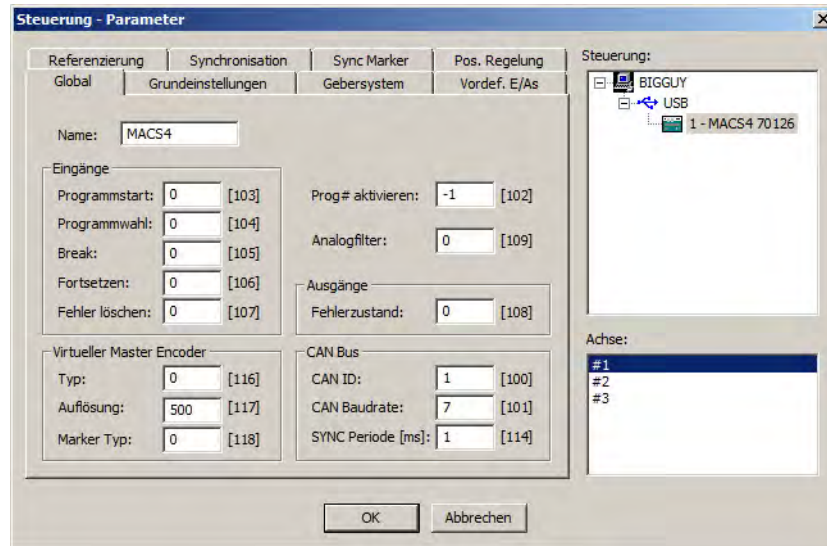 Steuerung - Parameter
Referenzierung Synchronisation Sync Marker Pos. Regelung
Global Grundeinstellungen Gebersystem Vordef. E/As
Name: MACS4
Eingänge
Programmstart: 0 [103]
Programmwahl: 0 [104]
Break: 0 [105]
Fortsetzen: 0 [106]
Fehler löschen: 0 [107]
Prog# aktivieren: -1 [102]
Analogfilter: 0 [109]
Ausgänge
Fehlerzustand: 0 [108]
Virtueller Master Encoder
Typ: 0 [116]
Auflösung: 500 [117]
Marker Typ: 0 [118]
CAN Bus
CAN ID: 1 [100]
CAN Baudrate: 7 [101]
SYNC Periode [ms]: 1 [114]
Steuerung:
BIGGUY
USB
1 - MACS4 70126
Achse:
#1
#2
#3
OK Abbrechen